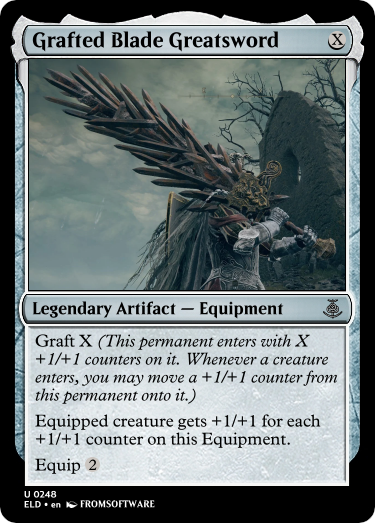 Grafted Blade Greatsword X
Legendary Artifact — Equipment
Graft X (This permanent enters with X
+1/+1 counters on it. Whenever a creature
enters, you may move a +1/+1 counter from
this permanent onto it.)
Equipped creature gets +1/+1 for each
+1/+1 counter on this Equipment.
Equip 2
U 0248
ELD • en FROMSOFTWARE